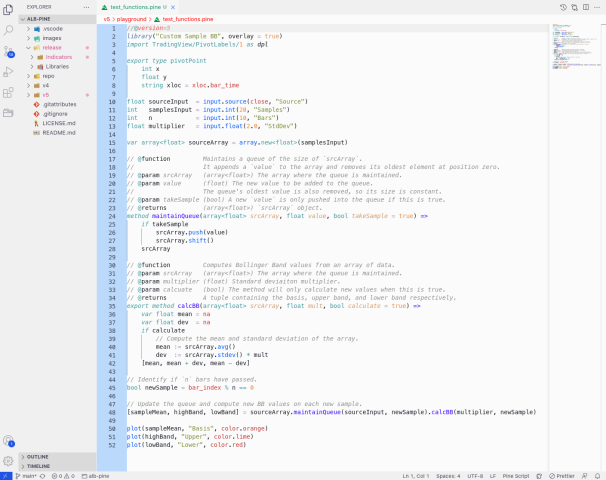 EXPLORER
ALB-PINE
.vscode
images
release
Indicators
Libraries
repo
v4
v5
.gitattributes
.gitignore
LICENSE.md
README.md
OUTLINE
TIMELINE
test_functions.pine U
v5 > playground > test_functions.pine
1 //@version=5
2 library("Custom Sample BB", overlay = true)
3 import TradingView/PivotLabels/1 as dpl
4
5 export type pivotPoint
6 int x
7 float y
8 string xloc = xloc.bar_time
9
10 float sourceInput = input.source(close, "Source")
11 int samplesInput = input.int(20, "Samples")
12 int n = input.int(10, "Bars")
13 float multiplier = input.float(2.0, "StdDev")
14
15 var array<float> sourceArray = array.new<float>(samplesInput)
16
17 // @function Maintains a queue of the size of `srcArray`.
18 // It appends a `value` to the array and removes its oldest element at position zero.
19 // @param srcArray (array<float>) The array where the queue is maintained.
20 // @param value (float) The new value to be added to the queue.
21 // The queue's oldest value is also removed, so its size is constant.
22 // @param takeSample (bool) A new `value` is only pushed into the queue if this is true.
23 // @returns (array<float>) `srcArray` object.
24 method maintainQueue(array<float> srcArray, float value, bool takeSample = true) =>
25 if takeSample
26 srcArray.push(value)
27 srcArray.shift()
28 srcArray
29
30 // @function Computes Bollinger Band values from an array of data.
31 // @param srcArray (array<float>) The array where the queue is maintained.
32 // @param multiplier (float) Standard deviaiton multiplier.
33 // @param calcuate (bool) The method will only calculate new values when this is true.
34 // @returns A tuple containing the basis, upper band, and lower band respectively.
35 export method calcBB(array<float> srcArray, float mult, bool calculate = true) =>
36 var float mean = na
37 var float dev = na
38 if calculate
39 // Compute the mean and standard deviation of the array.
40 mean := srcArray.avg()
41 dev := srcArray.stdev() * mult
42 [mean, mean + dev, mean - dev]
43
44 // Identify if `n` bars have passed.
45 bool newSample = bar_index % n == 0
46
47 // Update the queue and compute new BB values on each new sample.
48 [sampleMean, highBand, lowBand] = sourceArray.maintainQueue(sourceInput, newSample).calcBB(multiplier, newSample)
49
50 plot(sampleMean, "Basis", color.orange)
51 plot(highBand, "Upper", color.lime)
52 plot(lowBand, "Lower", color.red)
main* 0 0 alb-pine Ln 1, Col 1 Spaces: 4 UTF-8 LF Pine Script Prettier